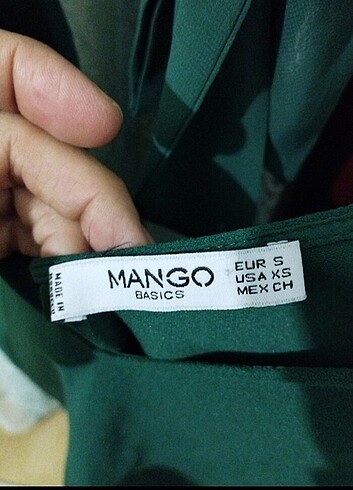 MANGO
BASICS
EUR S
USA XS
MEX CH
MADE IN